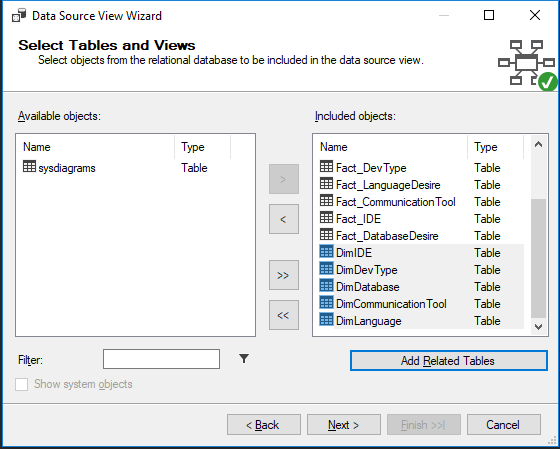 Data Source View Wizard
Select Tables and Views
Select objects from the relational database to be included in the data source view.
Available objects:
Name Type
sysdiagrams Table
>
<
>>
<<
Included objects:
Name Type
Fact_DevType Table
Fact_LanguageDesire Table
Fact_CommunicationTool Table
Fact_IDE Table
Fact_DatabaseDesire Table
DimIDE Table
DimDevType Table
DimDatabase Table
DimCommunicationTool Table
DimLanguage Table
Filter:
Add Related Tables
Show system objects
< Back
Next >
Finish >>|
Cancel